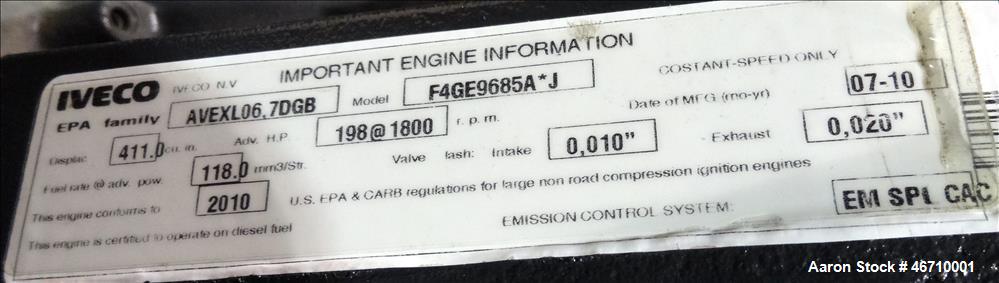 IMPORTANT ENGINE INFORMATION
IVECO IVECO N.V COSTANT-SPEED ONLY
EPA family AVEXL06.7DGB Model F4GE9685A*J 07-10
Date of MFG (mo-yr)
Displac 411.0 cu. in. Adv. H.P. 198@1800 r. p. m.
Fuel rate @ adv. pow. 118.0 mm3/Str. Valve lash: Intake 0,010" Exhaust 0,020"
This engine conforms to 2010 U.S. EPA & CARB regulations for large non road compression ignition engines
This engine is certified to operate on diesel fuel EMISSION CONTROL SYSTEM: EM SPL CAC
Aaron Stock # 46710001